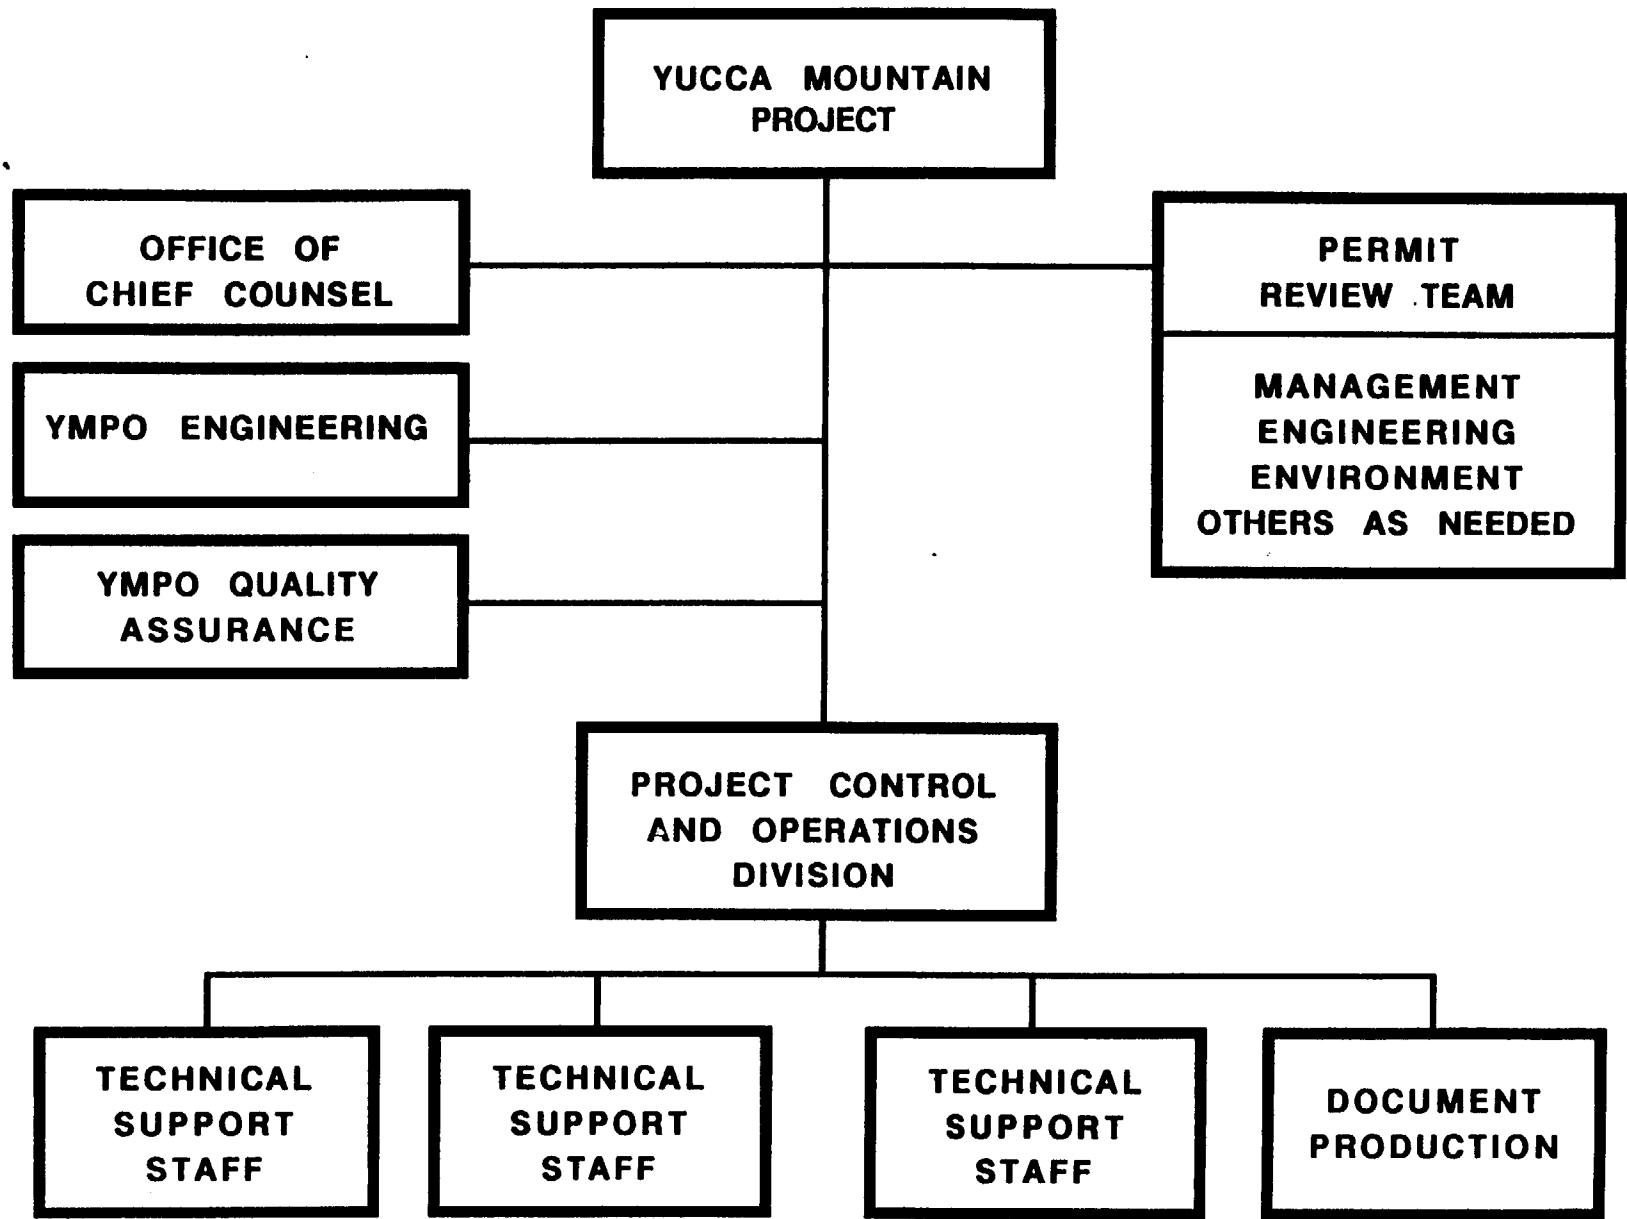 YUCCA MOUNTAIN
PROJECT
OFFICE OF
CHIEF COUNSEL
PERMIT
REVIEW TEAM
YMPO ENGINEERING
MANAGEMENT
ENGINEERING
ENVIRONMENT
OTHERS AS NEEDED
YMPO QUALITY
ASSURANCE
PROJECT CONTROL
AND OPERATIONS
DIVISION
TECHNICAL
SUPPORT
STAFF
TECHNICAL
SUPPORT
STAFF
TECHNICAL
SUPPORT
STAFF
DOCUMENT
PRODUCTION